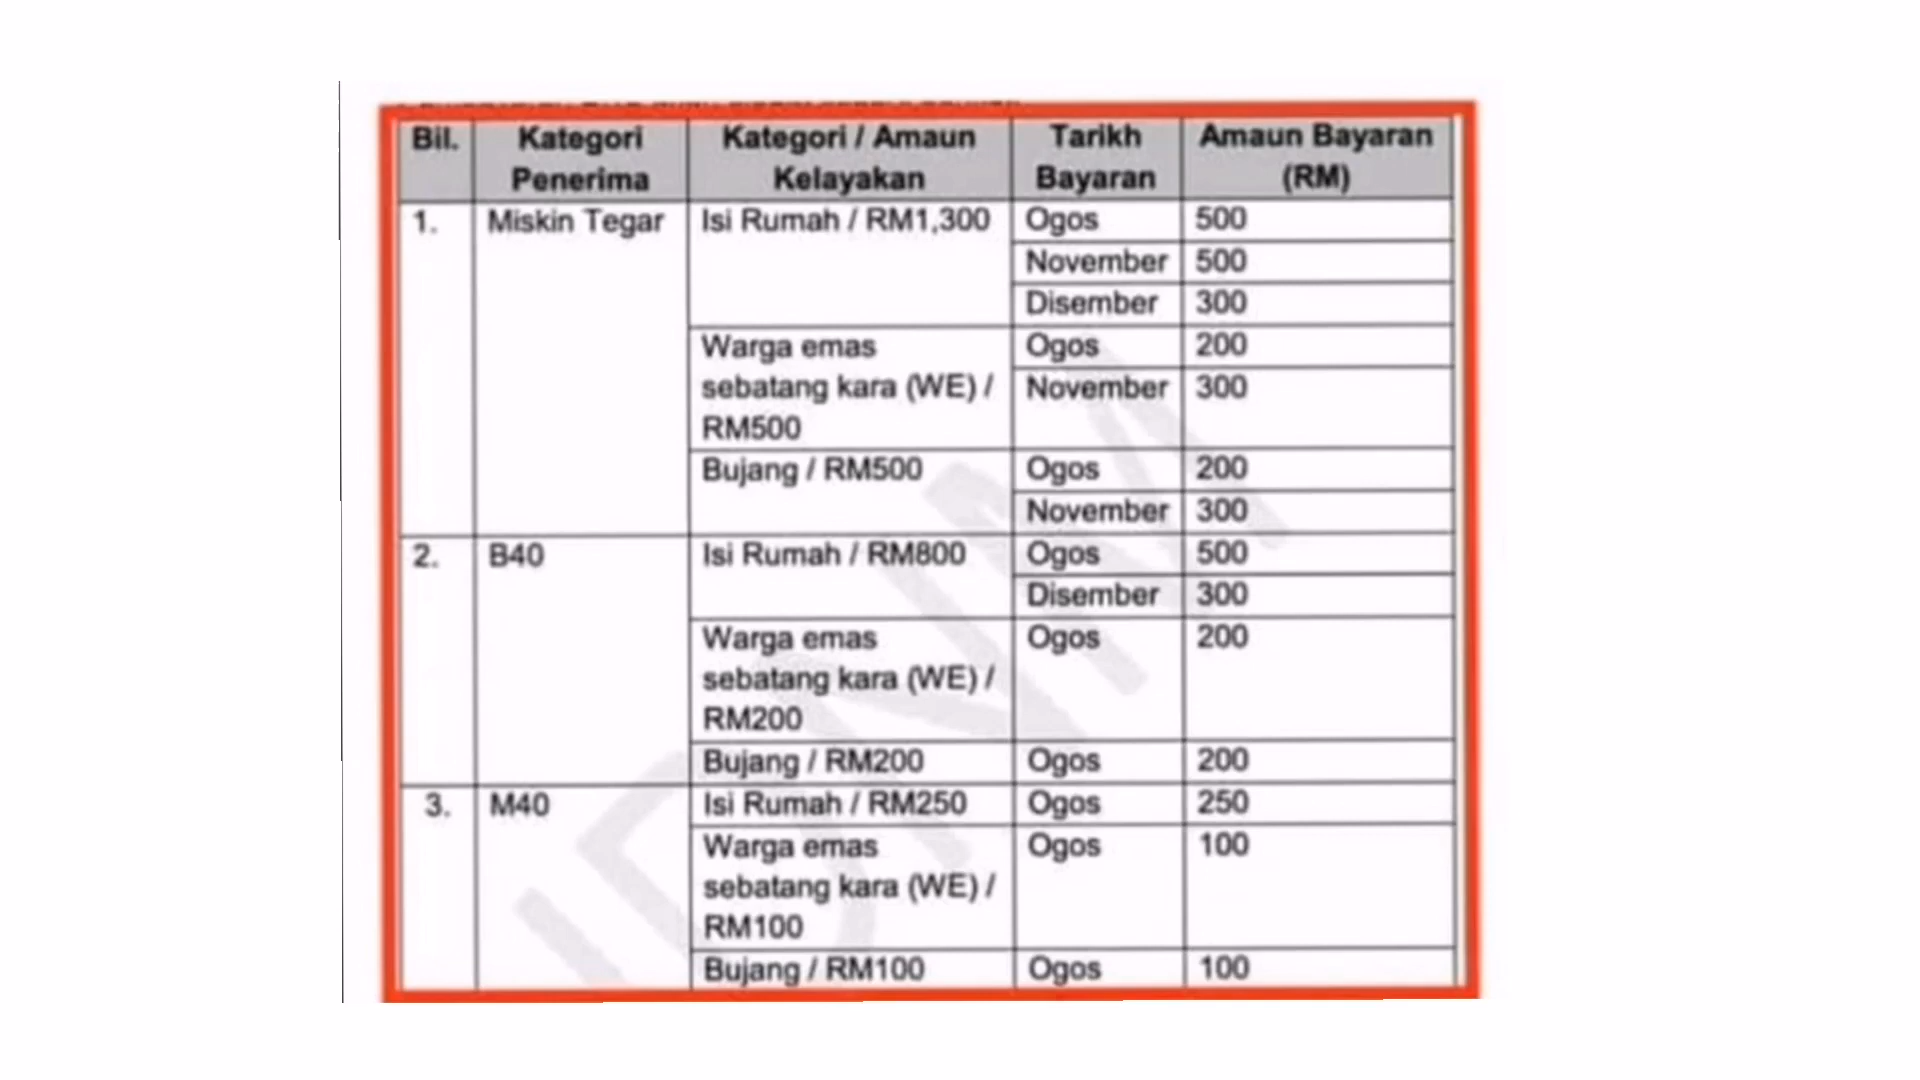 Bil.
Kategori
Penerima
Kategori / Amaun
Kelayakan
Tarikh
Bayaran
Amaun Bayaran
(RM)
1.
Miskin Tegar
Isi Rumah / RM1,300
Ogos
500
November
500
Disember
300
Warga emas
sebatang kara (WE) /
RM500
Ogos
200
November
300
Bujang / RM500
Ogos
200
November
300
2.
B40
Isi Rumah / RM800
Ogos
500
Disember
300
Warga emas
sebatang kara (WE) /
RM200
Ogos
200
Bujang / RM200
Ogos
200
3.
M40
Isi Rumah / RM250
Ogos
250
Warga emas
sebatang kara (WE) /
RM100
Ogos
100
Bujang / RM100
Ogos
100